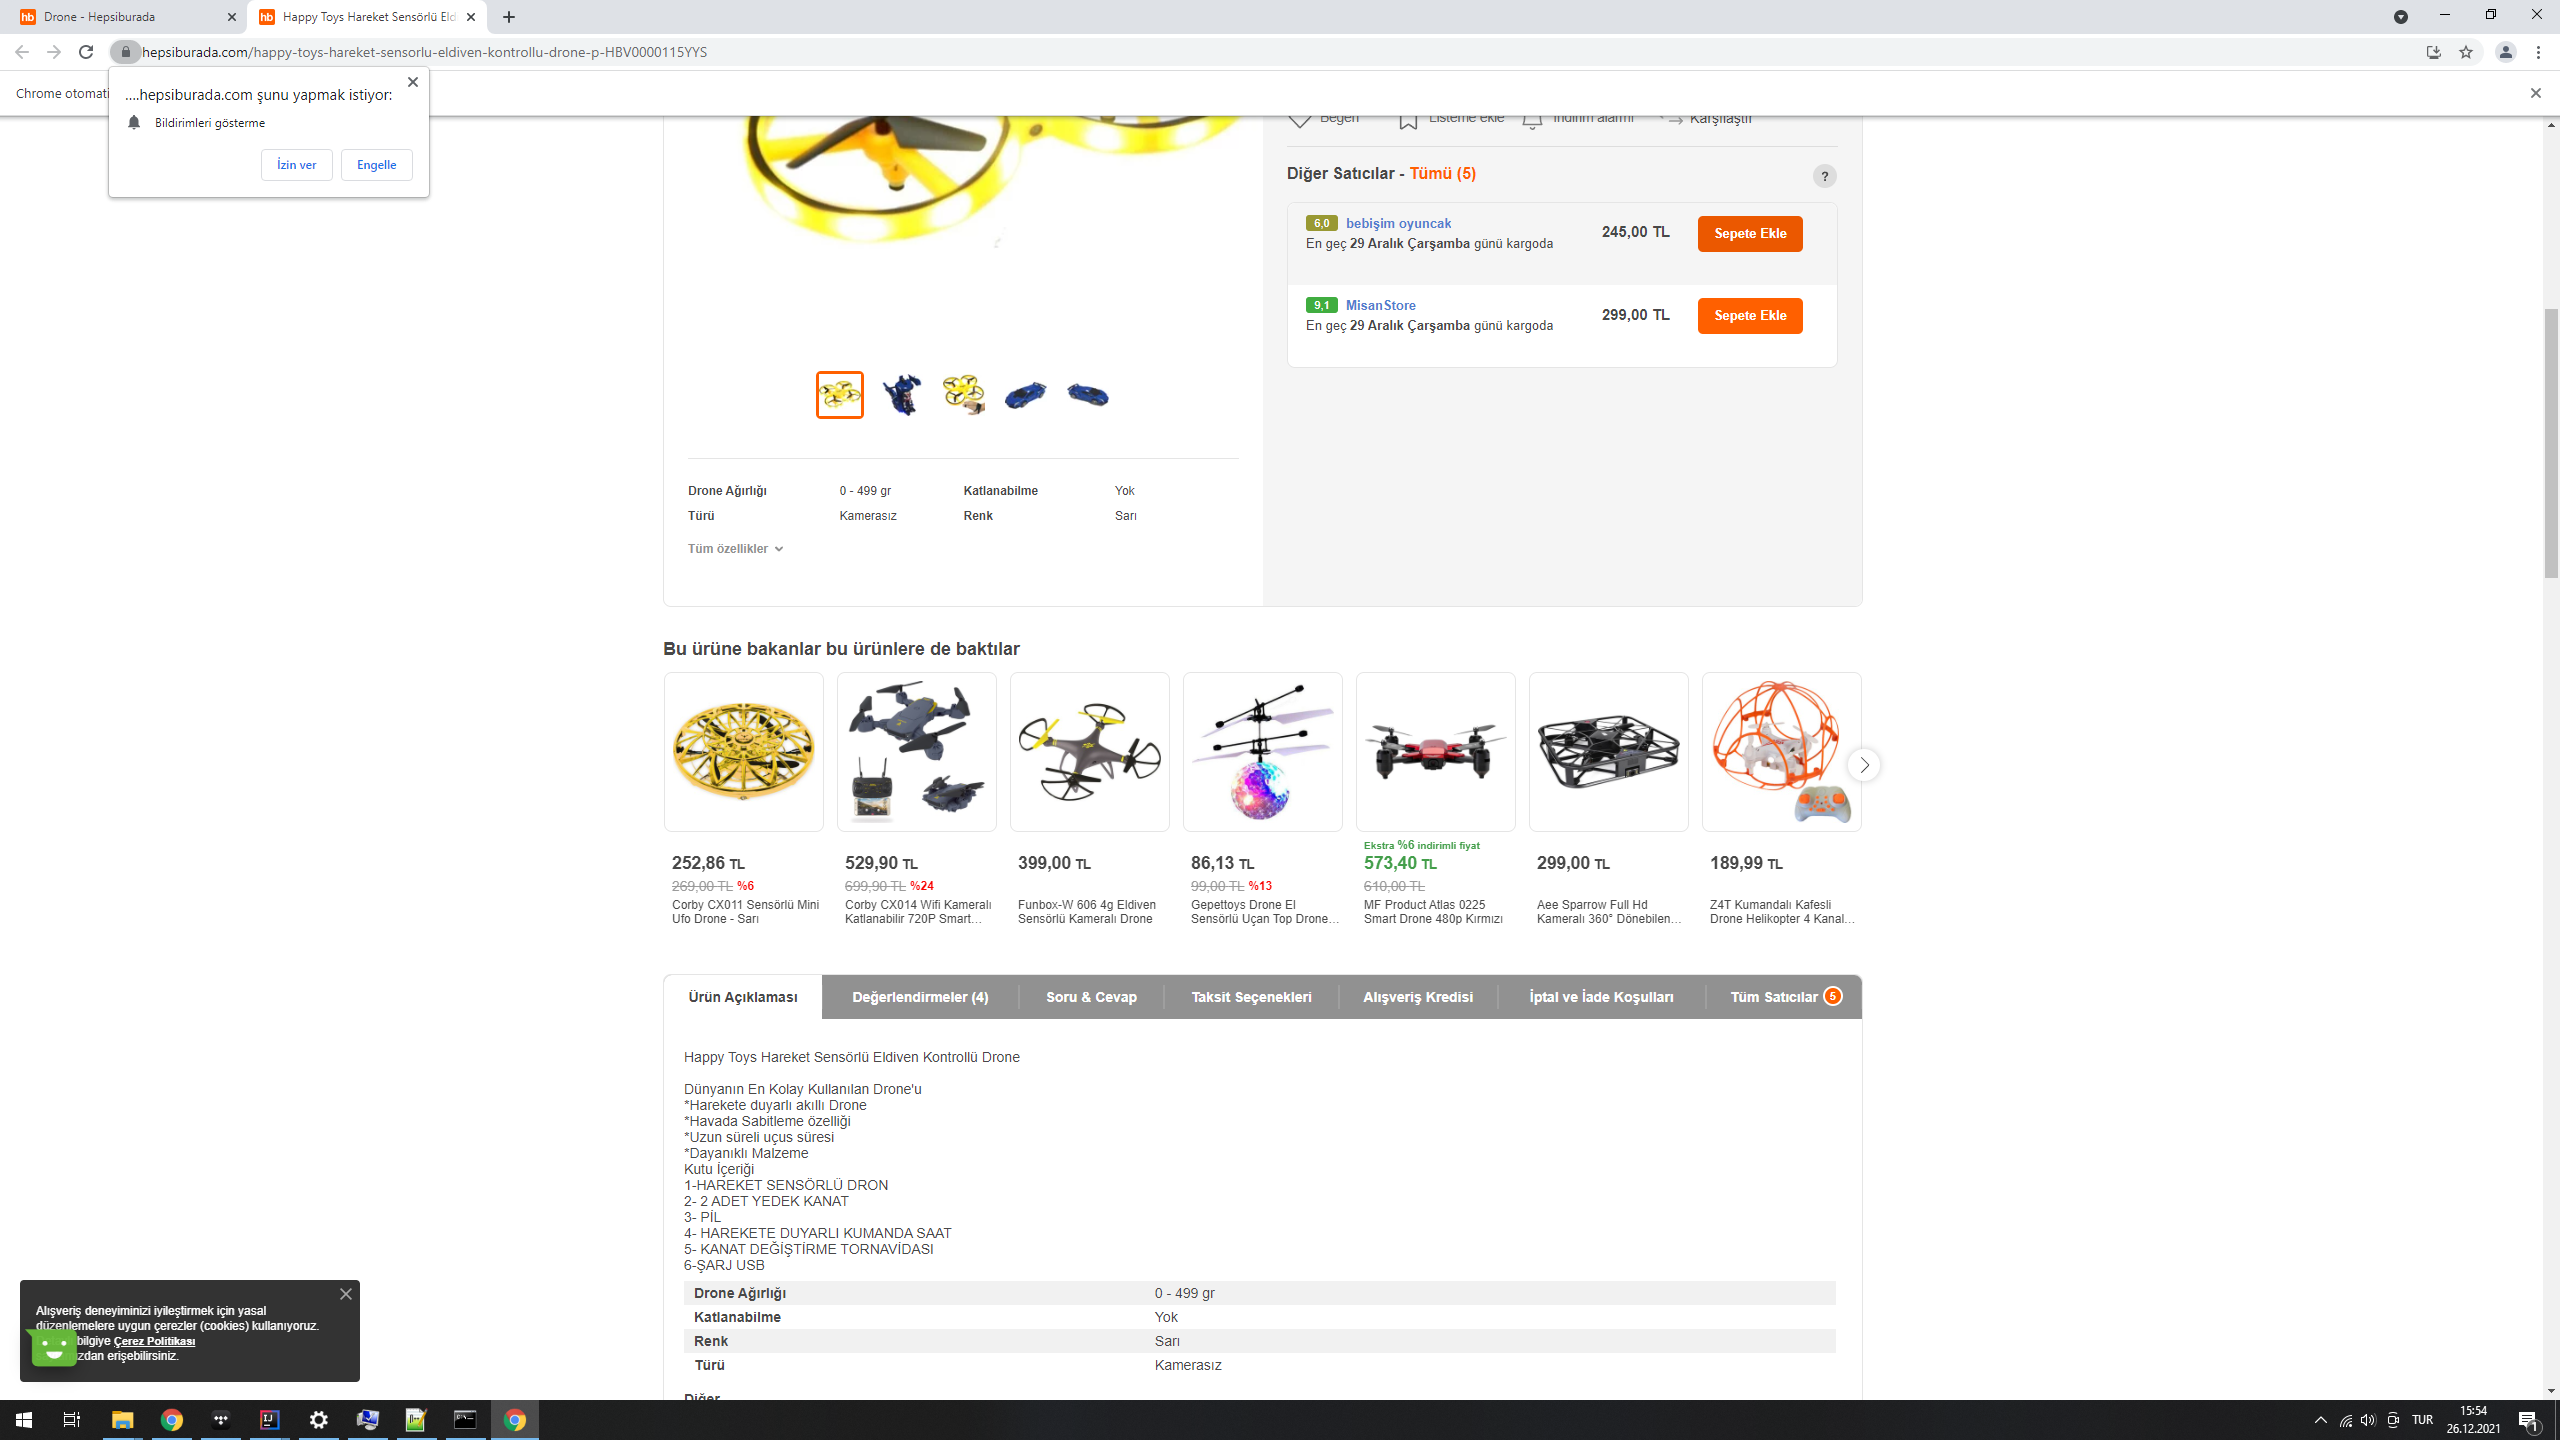 Drone - Hepsiburada
Happy Toys Hareket Sensörlü Eld
hepsiburada.com/happy-toys-hareket-sensorlu-eldiven-kontrollu-drone-p-HBV0000115YYS
Chrome otomati
....hepsiburada.com şunu yapmak istiyor:
Bildirimleri gösterme
İzin ver
Engelle
Beğen
Listeme ekle
İndirim alarmı
Karşılaştır
Diğer Satıcılar - Tümü (5)
?
6,0 bebişim oyuncak
En geç 29 Aralık Çarşamba günü kargoda
245,00 TL
Sepete Ekle
9,1 MisanStore
En geç 29 Aralık Çarşamba günü kargoda
299,00 TL
Sepete Ekle
Drone Ağırlığı 0 - 499 gr Katlanabilme Yok
Türü Kamerasız Renk Sarı
Tüm özellikler
Bu ürüne bakanlar bu ürünlere de baktılar
252,86 TL
269,00 TL %6
Corby CX011 Sensörlü Mini
Ufo Drone - Sarı
529,90 TL
699,90 TL %24
Corby CX014 Wifi Kameralı
Katlanabilir 720P Smart...
399,00 TL
Funbox-W 606 4g Eldiven
Sensörlü Kameralı Drone
86,13 TL
99,00 TL %13
Gepettoys Drone El
Sensörlü Uçan Top Drone...
Ekstra %6 indirimli fiyat
573,40 TL
610,00 TL
MF Product Atlas 0225
Smart Drone 480p Kırmızı
299,00 TL
Aee Sparrow Full Hd
Kameralı 360° Dönebilen...
189,99 TL
Z4T Kumandalı Kafesli
Drone Helikopter 4 Kanal...
Ürün Açıklaması
Değerlendirmeler (4)
Soru & Cevap
Taksit Seçenekleri
Alışveriş Kredisi
İptal ve İade Koşulları
Tüm Satıcılar 5
Happy Toys Hareket Sensörlü Eldiven Kontrollü Drone
Dünyanın En Kolay Kullanılan Drone'u
*Harekete duyarlı akıllı Drone
*Havada Sabitleme özelliği
*Uzun süreli uçus süresi
*Dayanıklı Malzeme
Kutu İçeriği
1-HAREKET SENSÖRLÜ DRON
2- 2 ADET YEDEK KANAT
3- PİL
4- HAREKETE DUYARLI KUMANDA SAAT
5- KANAT DEĞİŞTİRME TORNAVİDASI
6-ŞARJ USB
Drone Ağırlığı 0 - 499 gr
Katlanabilme Yok
Renk Sarı
Türü Kamerasız
Diğer
Alışveriş deneyiminizi iyileştirmek için yasal
düzenlemelere uygun çerezler (cookies) kullanıyoruz.
bilgiye Çerez Politikası
zdan erişebilirsiniz.
TUR
15:54
26.12.2021
1